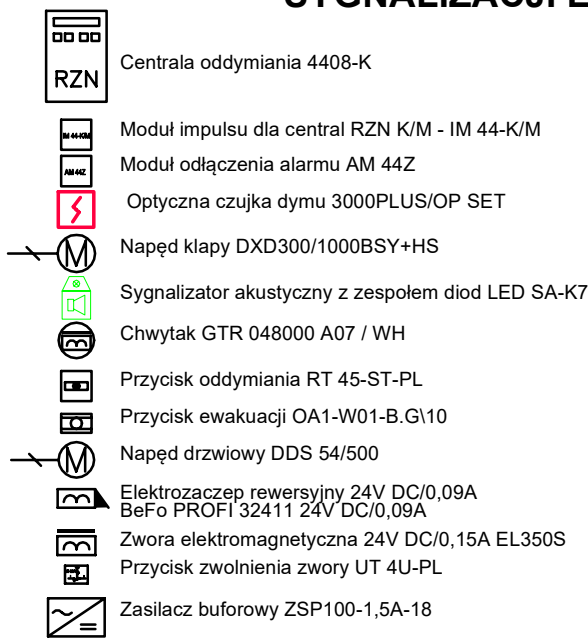 RZN
Centrala oddymiania 4408-K
IM 44-K/M
Moduł impulsu dla central RZN K/M - IM 44-K/M
AM 44Z
Moduł odłączenia alarmu AM 44Z
Optyczna czujka dymu 3000PLUS/OP SET
M
Napęd klapy DXD300/1000BSY+HS
Sygnalizator akustyczny z zespołem diod LED SA-K7
Chwytak GTR 048000 A07 / WH
Przycisk oddymiania RT 45-ST-PL
Przycisk ewakuacji OA1-W01-B.G\10
M
Napęd drzwiowy DDS 54/500
Elektrozaczep rewersyjny 24V DC/0,09A
BeFo PROFI 32411 24V DC/0,09A
Zwora elektromagnetyczna 24V DC/0,15A EL350S
Przycisk zwolnienia zwory UT 4U-PL
Zasilacz buforowy ZSP100-1,5A-18